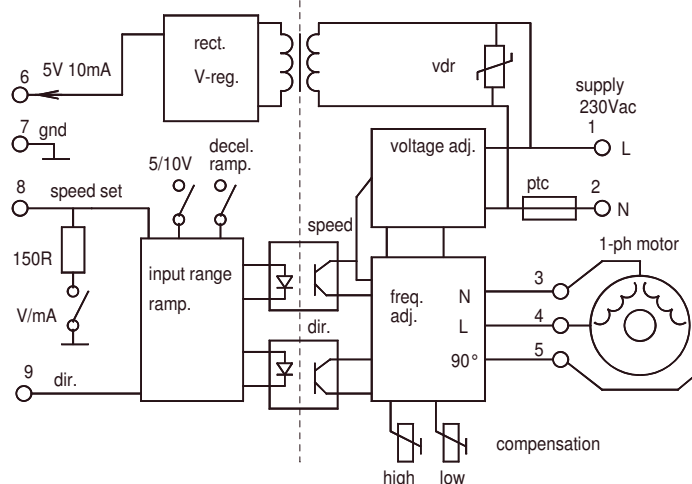 rect.
V-reg.
5V 10mA
6
7
gnd
vdr
supply
230Vac
1
L
voltage adj.
ptc
2
N
5/10V
decel.
ramp.
8
speed set
speed
150R
V/mA
input range
ramp.
dir.
freq.
adj.
N
L
90°
1-ph motor
3
4
5
9
dir.
compensation
high
low